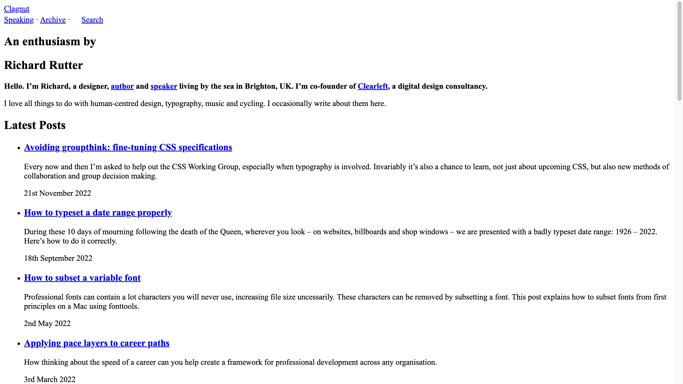 Clagnut
Speaking · Archive · Search
An enthusiasm by
Richard Rutter
Hello. I’m Richard, a designer, author and speaker living by the sea in Brighton, UK. I’m co-founder of Clearleft, a digital design consultancy.
I love all things to do with human-centred design, typography, music and cycling. I occasionally write about them here.
Latest Posts
• Avoiding groupthink: fine-tuning CSS specifications
Every now and then I’m asked to help out the CSS Working Group, especially when typography is involved. Invariably it’s also a chance to learn, not just about upcoming CSS, but also new methods of
collaboration and group decision making.
21st November 2022
• How to typeset a date range properly
During these 10 days of mourning following the death of the Queen, wherever you look – on websites, billboards and shop windows – we are presented with a badly typeset date range: 1926 – 2022.
Here’s how to do it correctly.
18th September 2022
• How to subset a variable font
Professional fonts can contain a lot characters you will never use, increasing file size uncessarily. These characters can be removed by subsetting a font. This post explains how to subset fonts from first
principles on a Mac using fonttools.
2nd May 2022
• Applying pace layers to career paths
How thinking about the speed of a career can you help create a framework for professional development across any organisation.
3rd March 2022